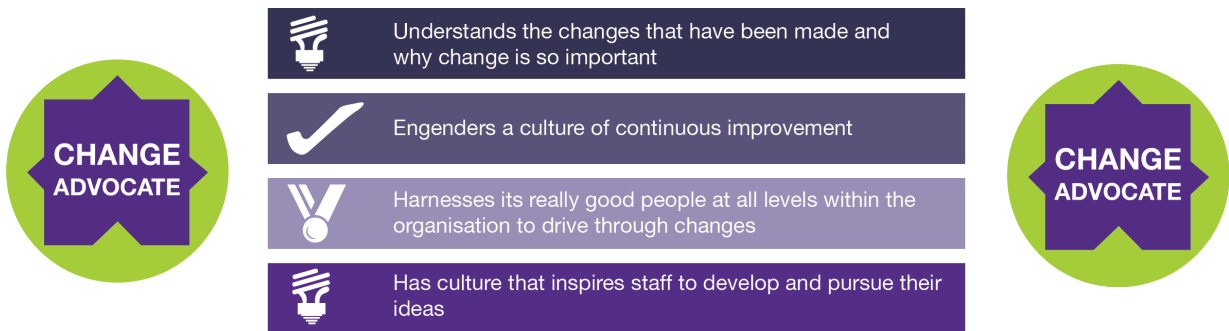 CHANGE
ADVOCATE
Understands the changes that have been made and
why change is so important
Engenders a culture of continuous improvement
Harnesses its really good people at all levels within the
organisation to drive through changes
Has culture that inspires staff to develop and pursue their
ideas
CHANGE
ADVOCATE